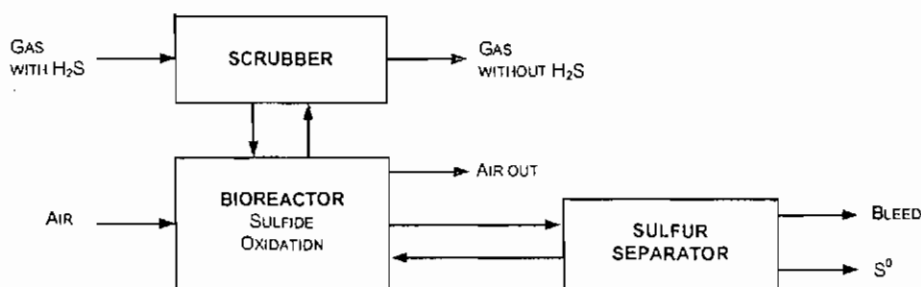 GAS
WITH H₂S
SCRUBBER
GAS
WITHOUT H₂S
AIR
BIOREACTOR
SULFIDE
OXIDATION
AIR OUT
SULFUR
SEPARATOR
BLEED
S⁰